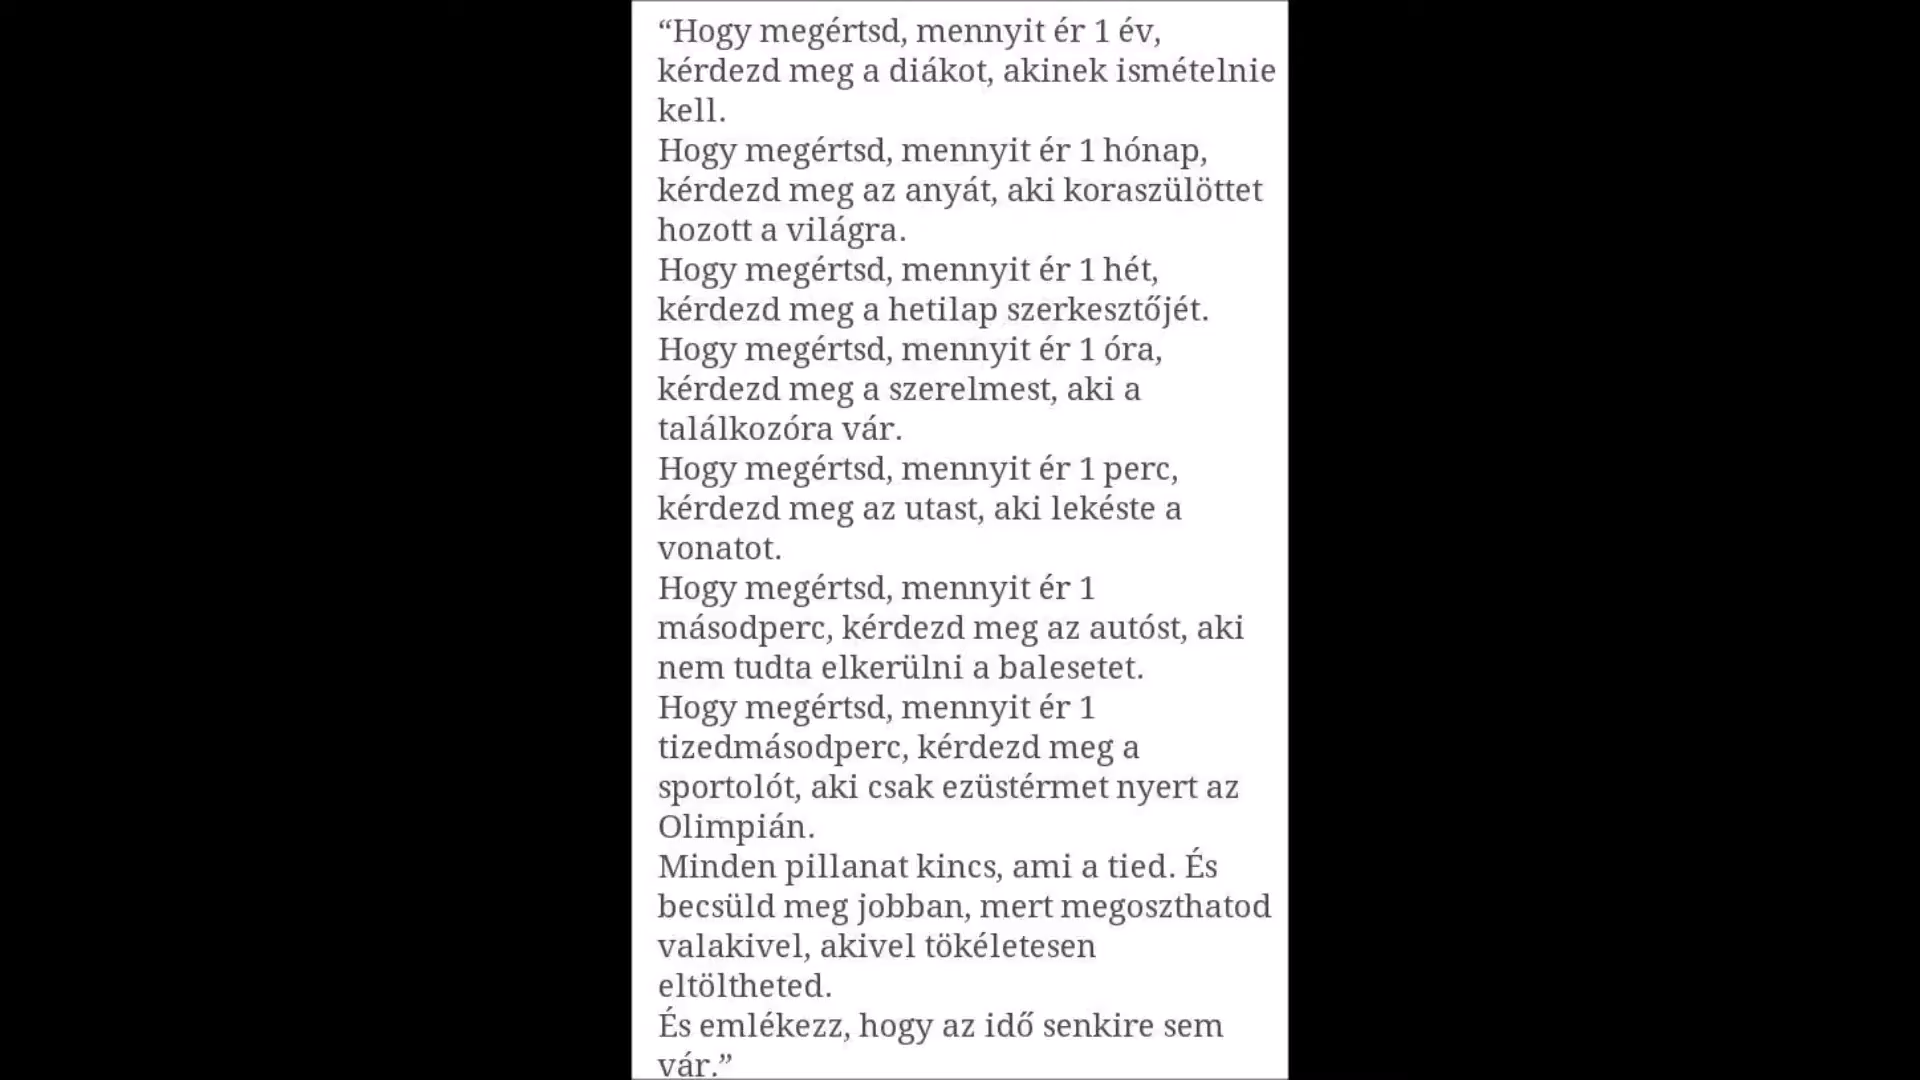 “Hogy megértsd, mennyit ér 1 év,
kérdezd meg a diákot, akinek ismételnie
kell.
Hogy megértsd, mennyit ér 1 hónap,
kérdezd meg az anyát, aki koraszülöttet
hozott a világra.
Hogy megértsd, mennyit ér 1 hét,
kérdezd meg a hetilap szerkesztőjét.
Hogy megértsd, mennyit ér 1 óra,
kérdezd meg a szerelmest, aki a
találkozóra vár.
Hogy megértsd, mennyit ér 1 perc,
kérdezd meg az utast, aki lekéste a
vonatot.
Hogy megértsd, mennyit ér 1
másodperc, kérdezd meg az autóst, aki
nem tudta elkerülni a balesetet.
Hogy megértsd, mennyit ér 1
tizedmásodperc, kérdezd meg a
sportolót, aki csak ezüstérmet nyert az
Olimpián.
Minden pillanat kincs, ami a tied. És
becsüld meg jobban, mert megoszthatod
valakivel, akivel tökéletesen
eltöltheted.
És emlékezz, hogy az idő senkire sem
vár.”